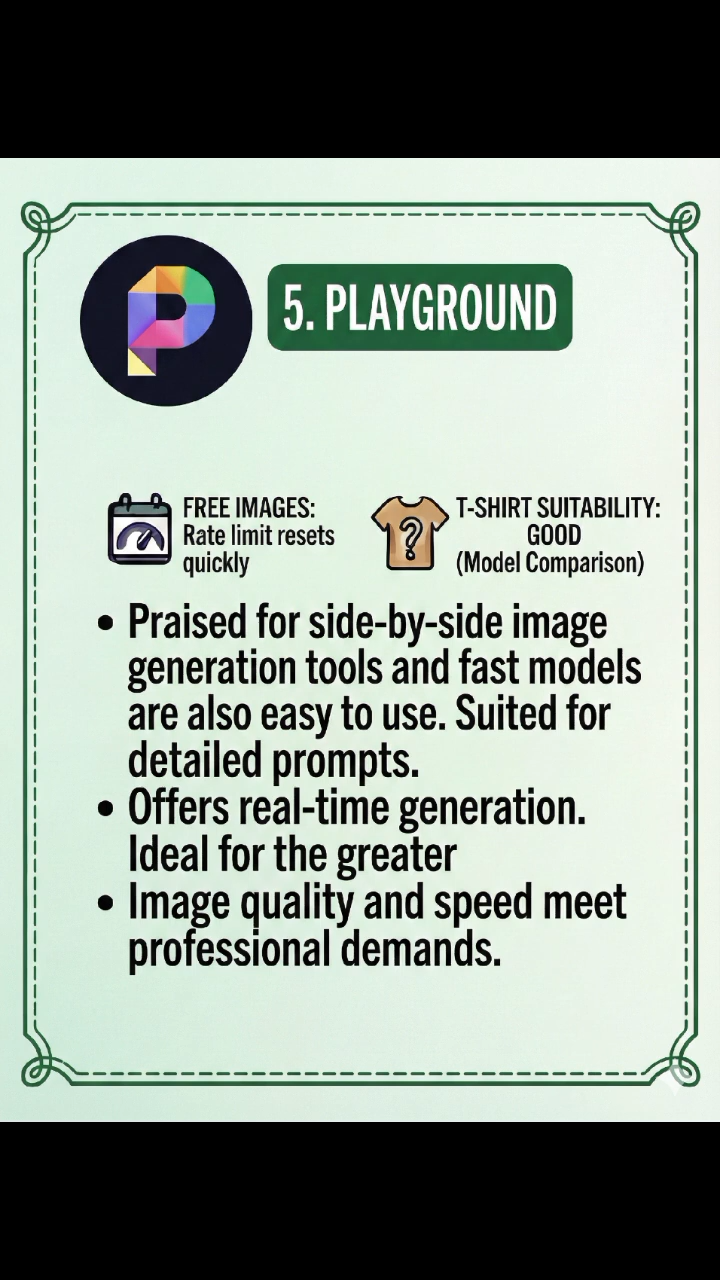 5. PLAYGROUND
FREE IMAGES:
Rate limit resets
quickly
T-SHIRT SUITABILITY:
GOOD
(Model Comparison)
• Praised for side-by-side image
generation tools and fast models
are also easy to use. Suited for
detailed prompts.
• Offers real-time generation.
Ideal for the greater
• Image quality and speed meet
professional demands.